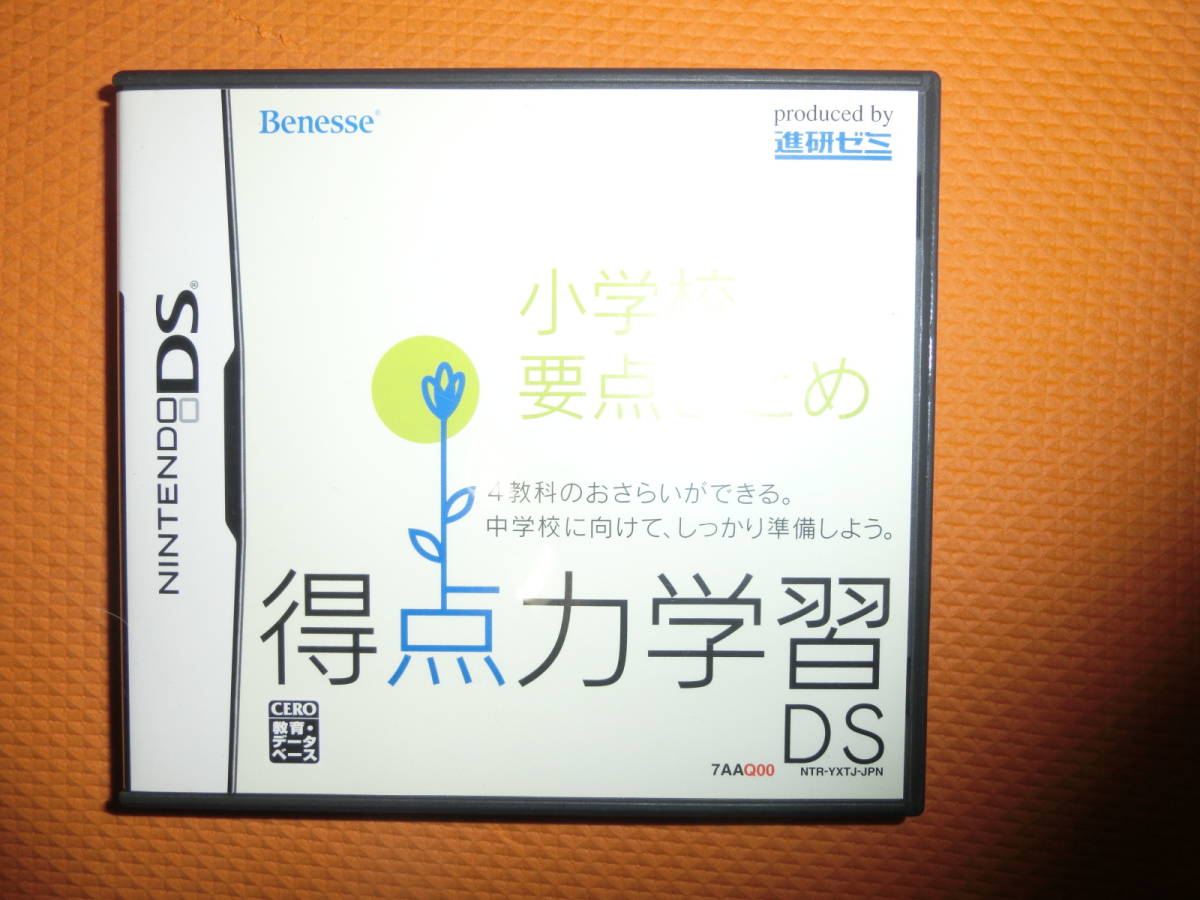 NINTENDO DS®
Benesse®
produced by
進研ゼミ
小学校
要点まとめ
4教科のおさらいができる。
中学校に向けて、しっかり準備しよう。
得点力学習
DS
CERO
教育・
データ
ベース
7AAQ00
NTR-YXTJ-JPN